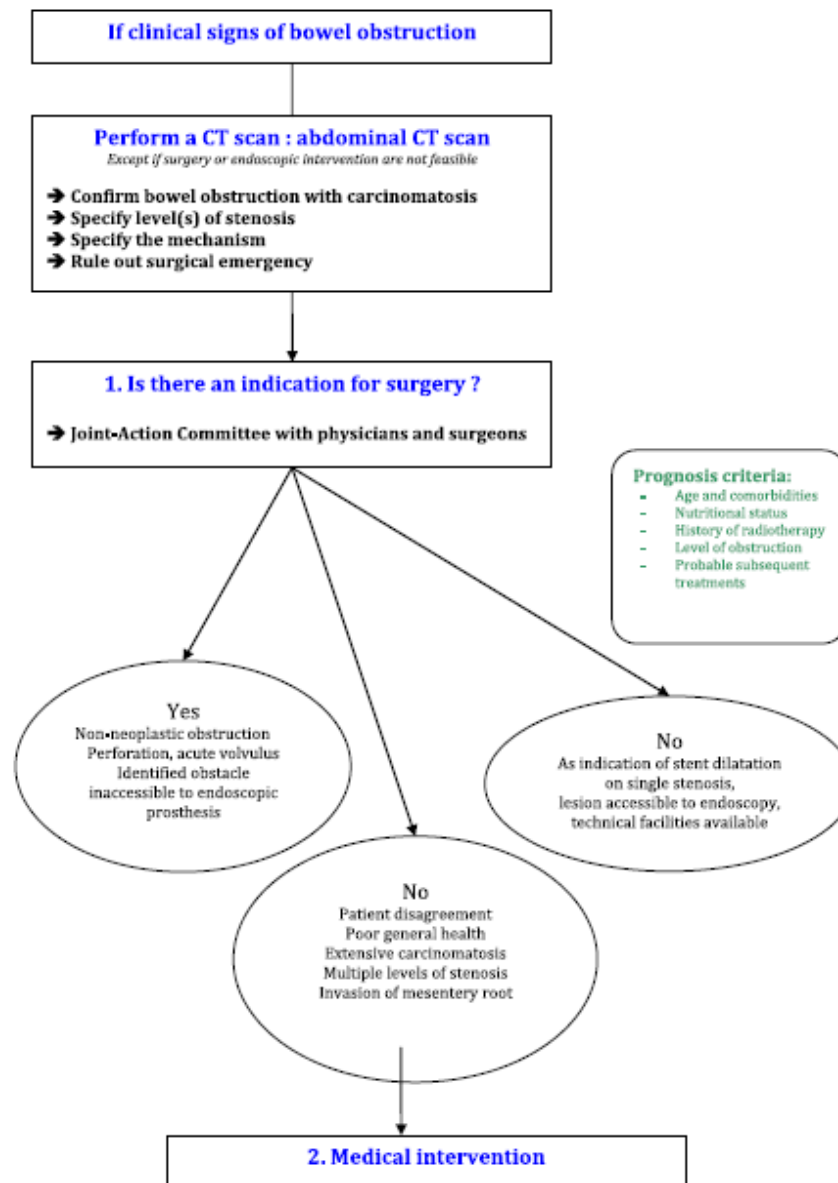 If clinical signs of bowel obstruction
Perform a CT scan : abdominal CT scan
Except if surgery or endoscopic intervention are not feasible
➔ Confirm bowel obstruction with carcinomatosis
➔ Specify level(s) of stenosis
➔ Specify the mechanism
➔ Rule out surgical emergency
1. Is there an indication for surgery ?
➔ Joint-Action Committee with physicians and surgeons
Prognosis criteria:
- Age and comorbidities
- Nutritional status
- History of radiotherapy
- Level of obstruction
- Probable subsequent
treatments
Yes
Non-neoplastic obstruction
Perforation, acute volvulus
Identified obstacle
inaccessible to endoscopic
prosthesis
No
As indication of stent dilatation
on single stenosis,
lesion accessible to endoscopy,
technical facilities available
No
Patient disagreement
Poor general health
Extensive carcinomatosis
Multiple levels of stenosis
Invasion of mesentery root
2. Medical intervention